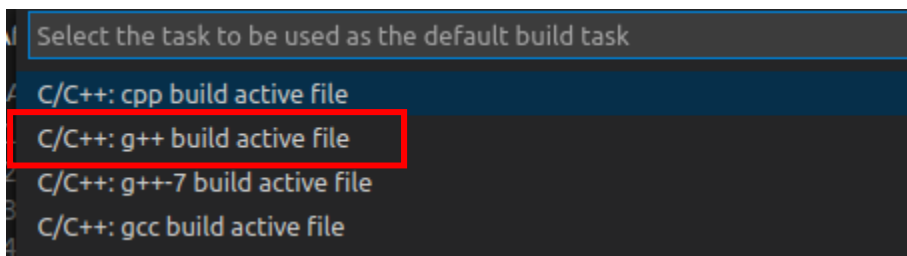 Select the task to be used as the default build task
C/C++: cpp build active file
C/C++: g++ build active file
C/C++: g++-7 build active file
C/C++: gcc build active file